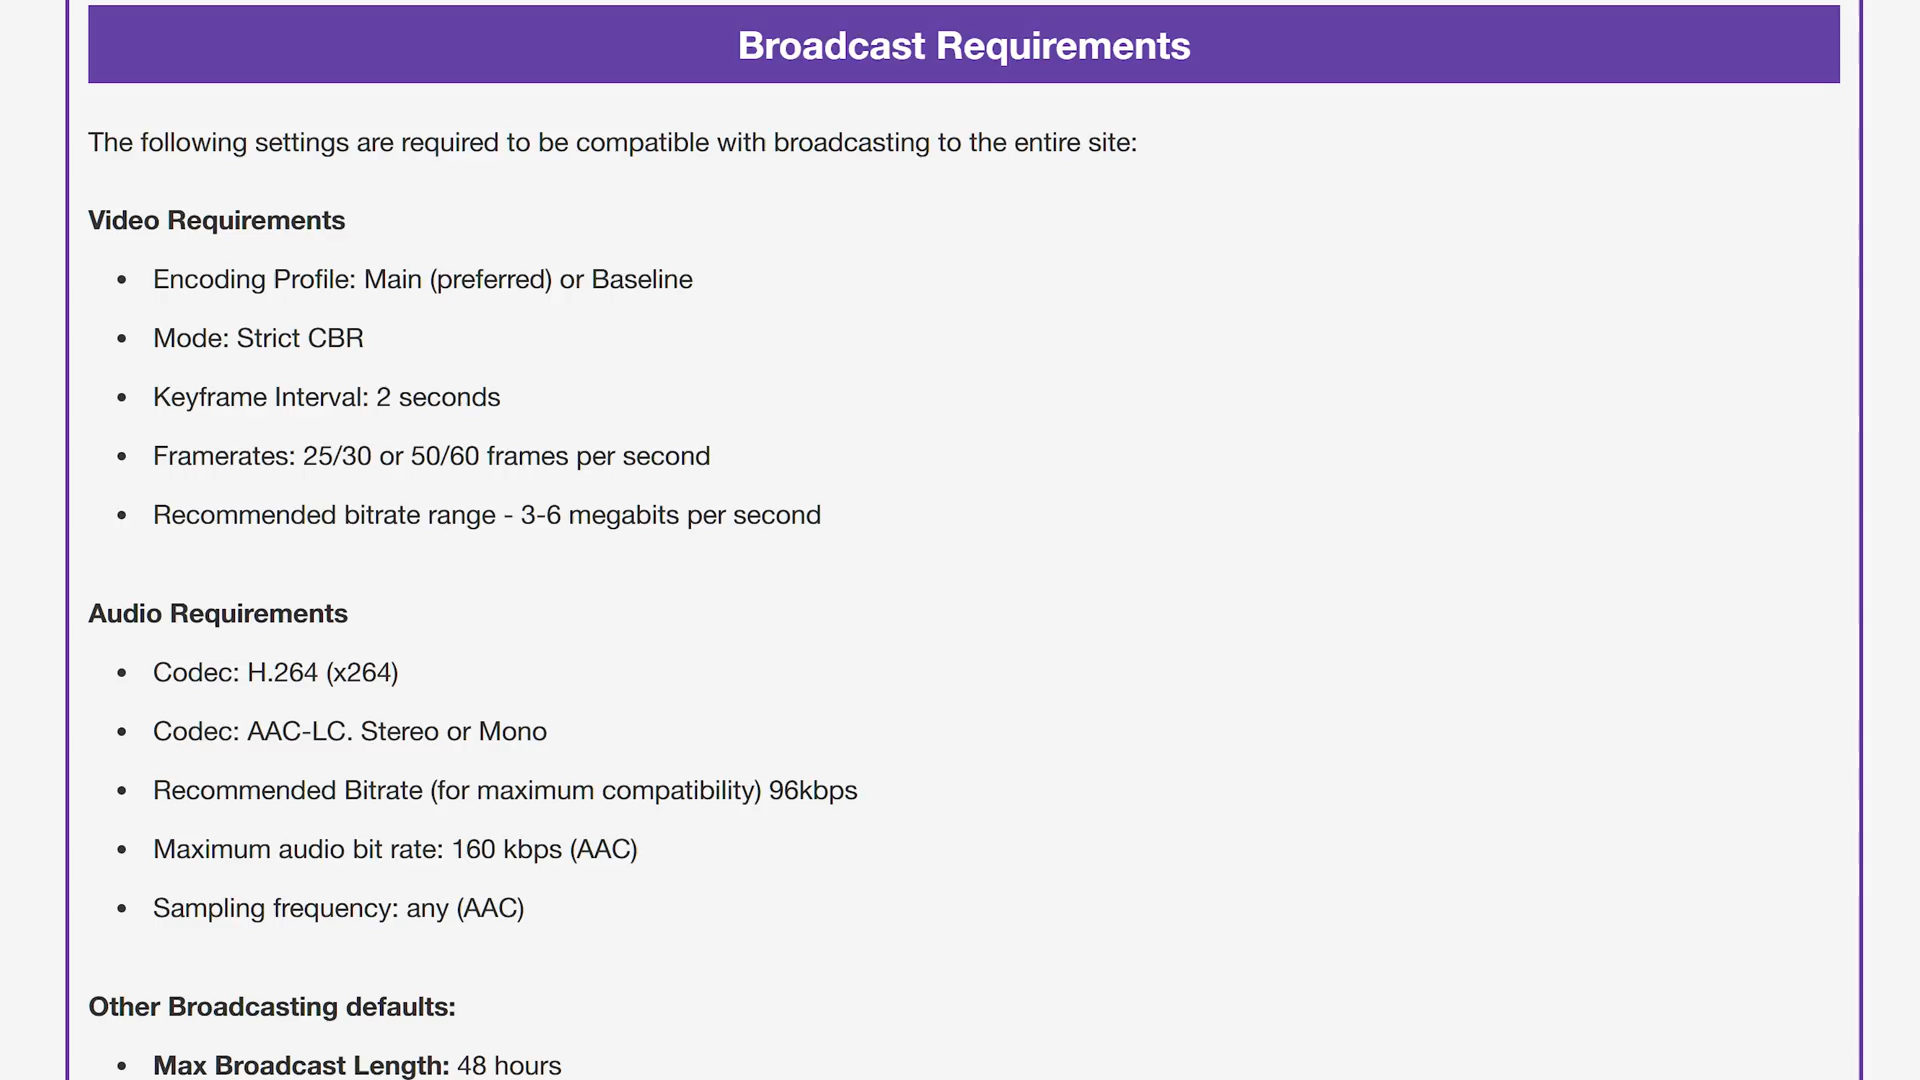 Broadcast Requirements
The following settings are required to be compatible with broadcasting to the entire site:
Video Requirements
• Encoding Profile: Main (preferred) or Baseline
• Mode: Strict CBR
• Keyframe Interval: 2 seconds
• Framerates: 25/30 or 50/60 frames per second
• Recommended bitrate range - 3-6 megabits per second
Audio Requirements
• Codec: H.264 (x264)
• Codec: AAC-LC. Stereo or Mono
• Recommended Bitrate (for maximum compatibility) 96kbps
• Maximum audio bit rate: 160 kbps (AAC)
• Sampling frequency: any (AAC)
Other Broadcasting defaults:
• Max Broadcast Length: 48 hours